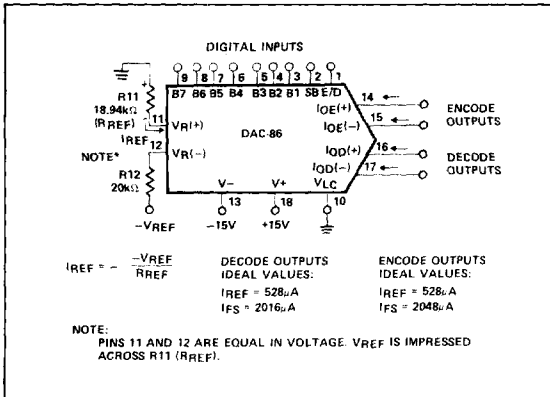 DIGITAL INPUTS
9 8 7 6 5 4 3 2 1
B7 B6 B5 B4 B3 B2 B1 SB E/D
R11
18.94kΩ
(RREF)
IREF
11
VR(+)
12
VR(−)
NOTE*
R12
20kΩ
−VREF
DAC-86
14
IOE(+)
15
IOE(−)
ENCODE
OUTPUTS
16
IOD(+)
17
IOD(−)
DECODE
OUTPUTS
V− V+ VLC
13 18 10
−15V +15V
IREF = − −VREF
RREF
DECODE OUTPUTS
IDEAL VALUES:
IREF = 528µA
IFS = 2016µA
ENCODE OUTPUTS
IDEAL VALUES:
IREF = 528µA
IFS = 2048µA
NOTE:
PINS 11 AND 12 ARE EQUAL IN VOLTAGE. VREF IS IMPRESSED
ACROSS R11 (RREF).